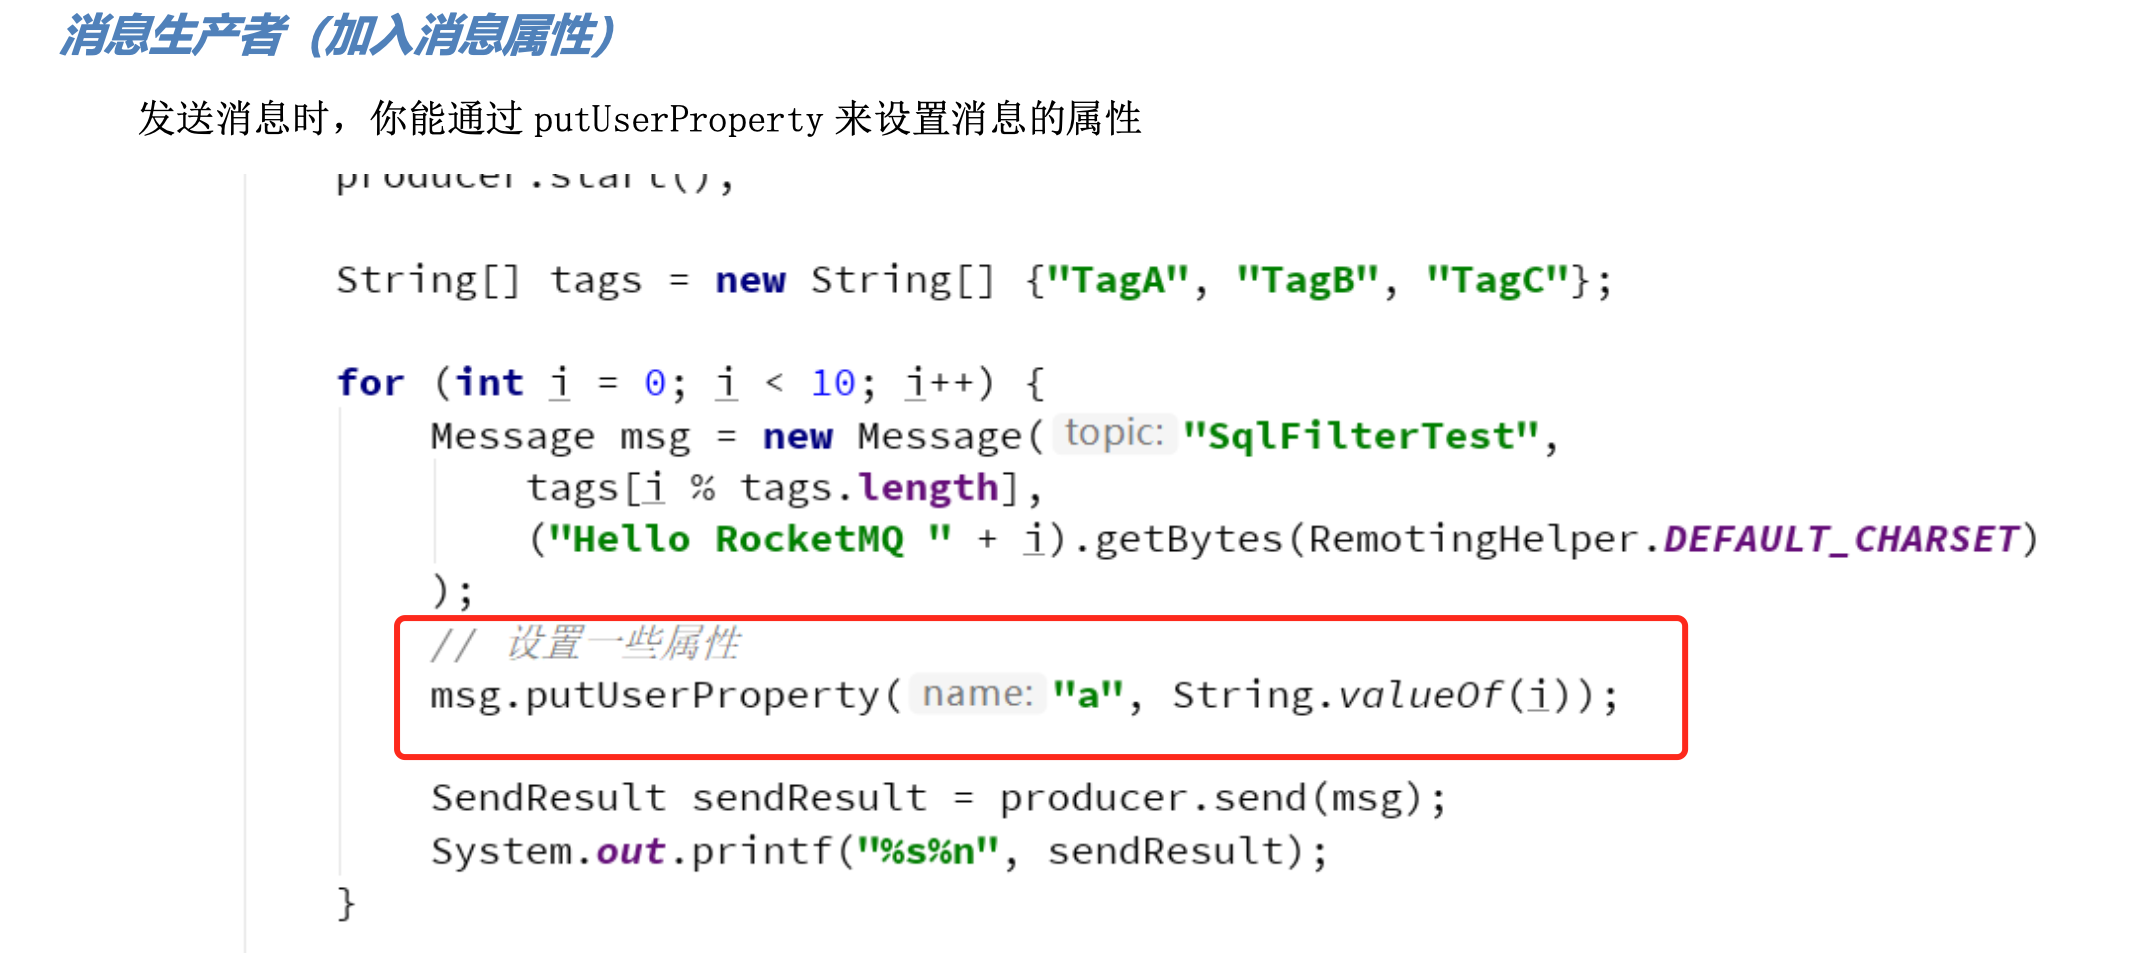 消息生产者（加入消息属性）
发送消息时，你能通过 putUserProperty 来设置消息的属性
producer.start();
String[] tags = new String[] {"TagA", "TagB", "TagC"};
for (int i = 0; i < 10; i++) {
Message msg = new Message( topic: "SqlFilterTest",
tags[i % tags.length],
("Hello RocketMQ " + i).getBytes(RemotingHelper.DEFAULT_CHARSET)
);
// 设置一些属性
msg.putUserProperty( name: "a", String.valueOf(i));
SendResult sendResult = producer.send(msg);
System.out.printf("%s%n", sendResult);
}